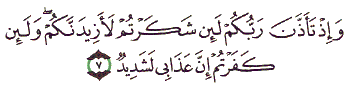 وَإِذْ تَأَذَّنَ رَبُّكُمْ لَئِن شَكَرْتُمْ لَأَزِيدَنَّكُمْ ۖ وَلَئِن
كَفَرْتُمْ إِنَّ عَذَابِى لَشَدِيدٌ ٧